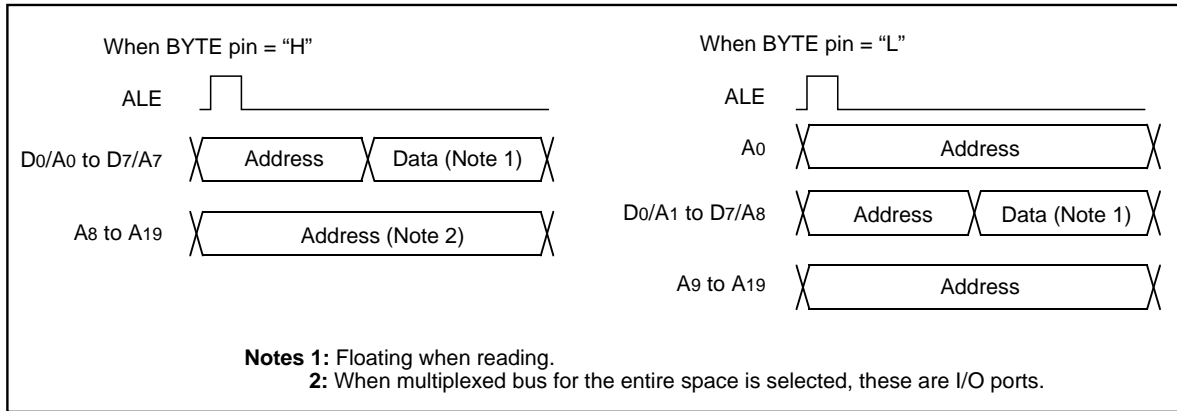 When BYTE pin = “H”
ALE
D0/A0 to D7/A7
Address
Data (Note 1)
A8 to A19
Address (Note 2)
When BYTE pin = “L”
ALE
A0
Address
D0/A1 to D7/A8
Address
Data (Note 1)
A9 to A19
Address
Notes 1: Floating when reading.
2: When multiplexed bus for the entire space is selected, these are I/O ports.